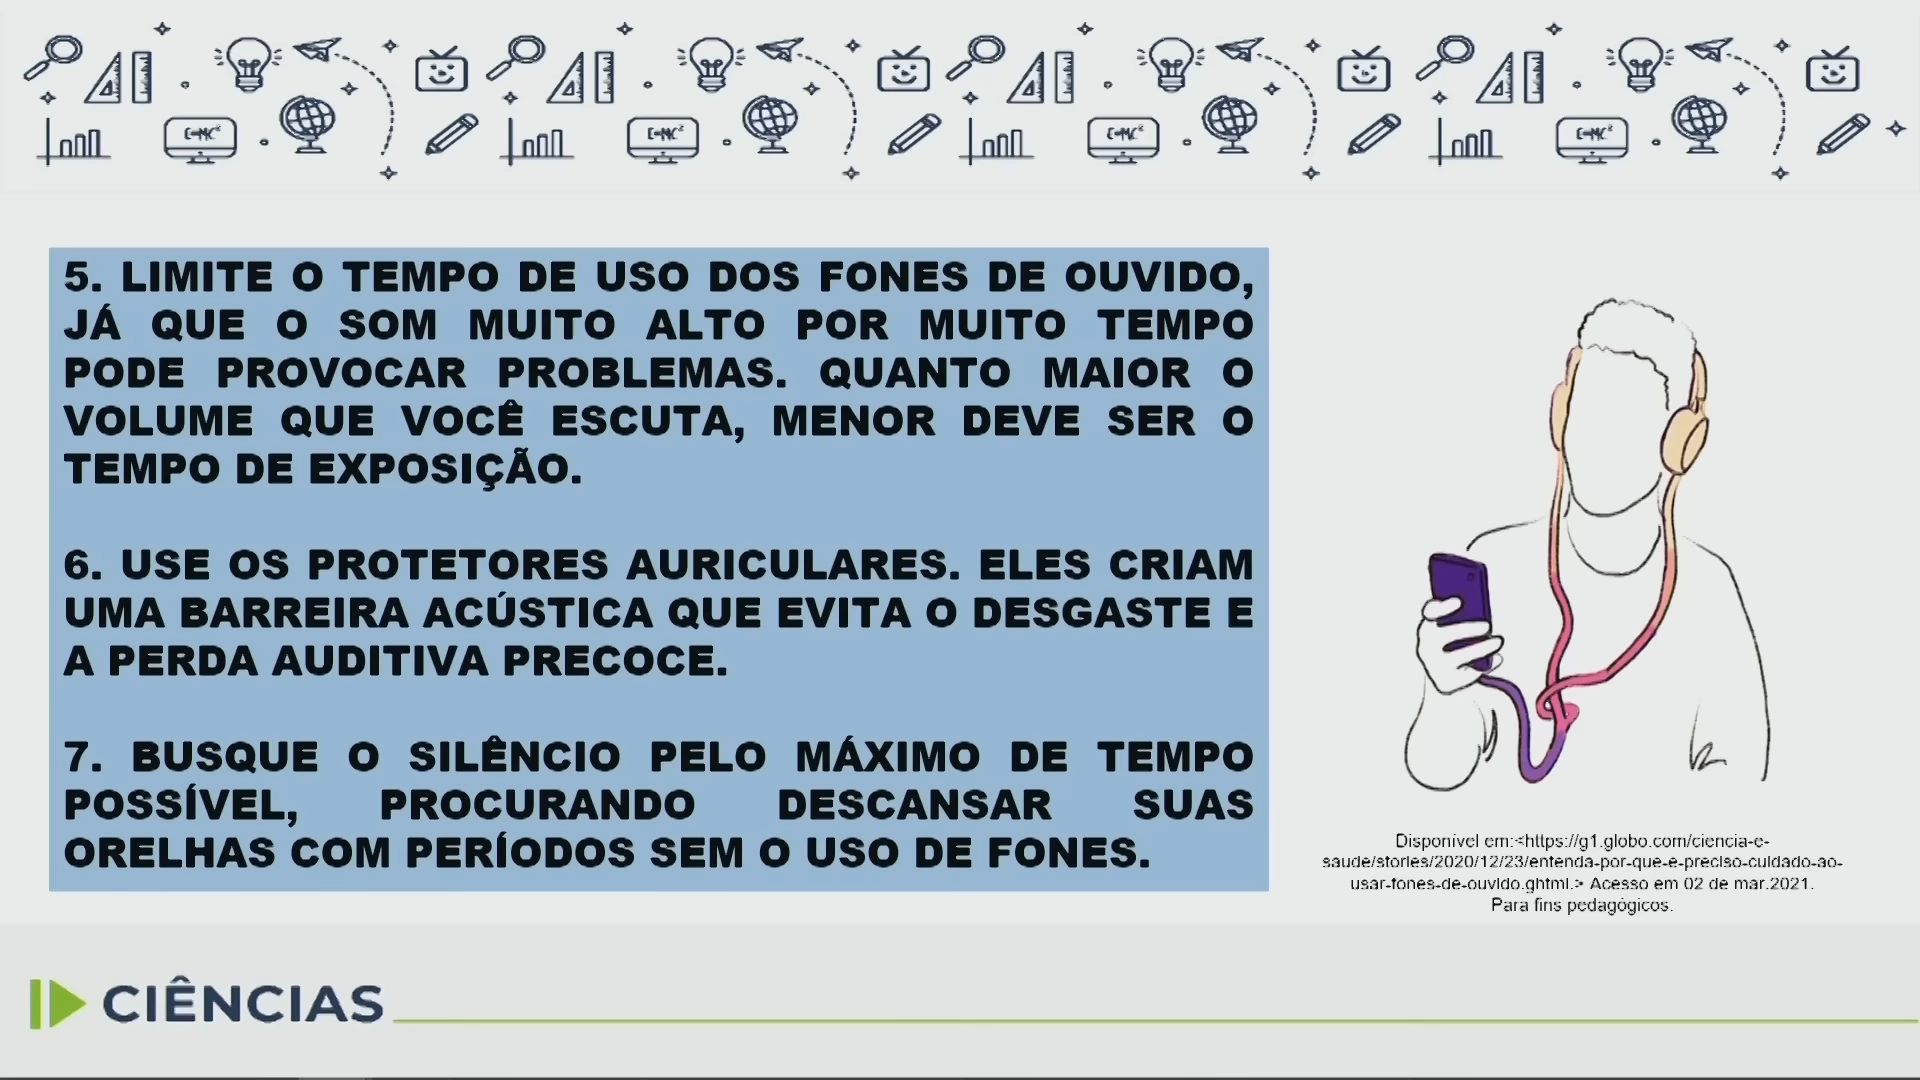 E=MC²
E=MC²
E=MC²
E=MC²
5. LIMITE O TEMPO DE USO DOS FONES DE OUVIDO,
JÁ QUE O SOM MUITO ALTO POR MUITO TEMPO
PODE PROVOCAR PROBLEMAS. QUANTO MAIOR O
VOLUME QUE VOCÊ ESCUTA, MENOR DEVE SER O
TEMPO DE EXPOSIÇÃO.
6. USE OS PROTETORES AURICULARES. ELES CRIAM
UMA BARREIRA ACÚSTICA QUE EVITA O DESGASTE E
A PERDA AUDITIVA PRECOCE.
7. BUSQUE O SILÊNCIO PELO MÁXIMO DE TEMPO
POSSÍVEL, PROCURANDO DESCANSAR SUAS
ORELHAS COM PERÍODOS SEM O USO DE FONES.
Disponível em:<https://g1.globo.com/ciencia-e-
saude/stories/2020/12/23/entenda-por-que-e-preciso-cuidado-ao-
usar-fones-de-ouvido.ghtml.> Acesso em 02 de mar.2021.
Para fins pedagógicos.
CIÊNCIAS